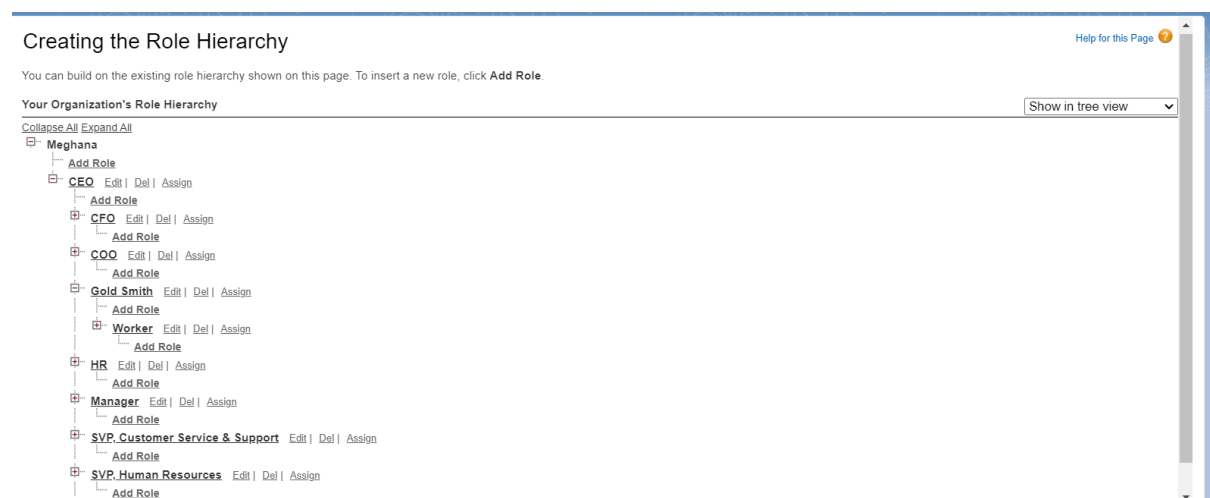 Creating the Role Hierarchy
Help for this Page ?
You can build on the existing role hierarchy shown on this page. To insert a new role, click Add Role.
Your Organization's Role Hierarchy
Show in tree view
Collapse All Expand All
Meghana
Add Role
CEO Edit | Del | Assign
Add Role
CFO Edit | Del | Assign
Add Role
COO Edit | Del | Assign
Add Role
Gold Smith Edit | Del | Assign
Add Role
Worker Edit | Del | Assign
Add Role
HR Edit | Del | Assign
Add Role
Manager Edit | Del | Assign
Add Role
SVP, Customer Service & Support Edit | Del | Assign
Add Role
SVP, Human Resources Edit | Del | Assign
Add Role